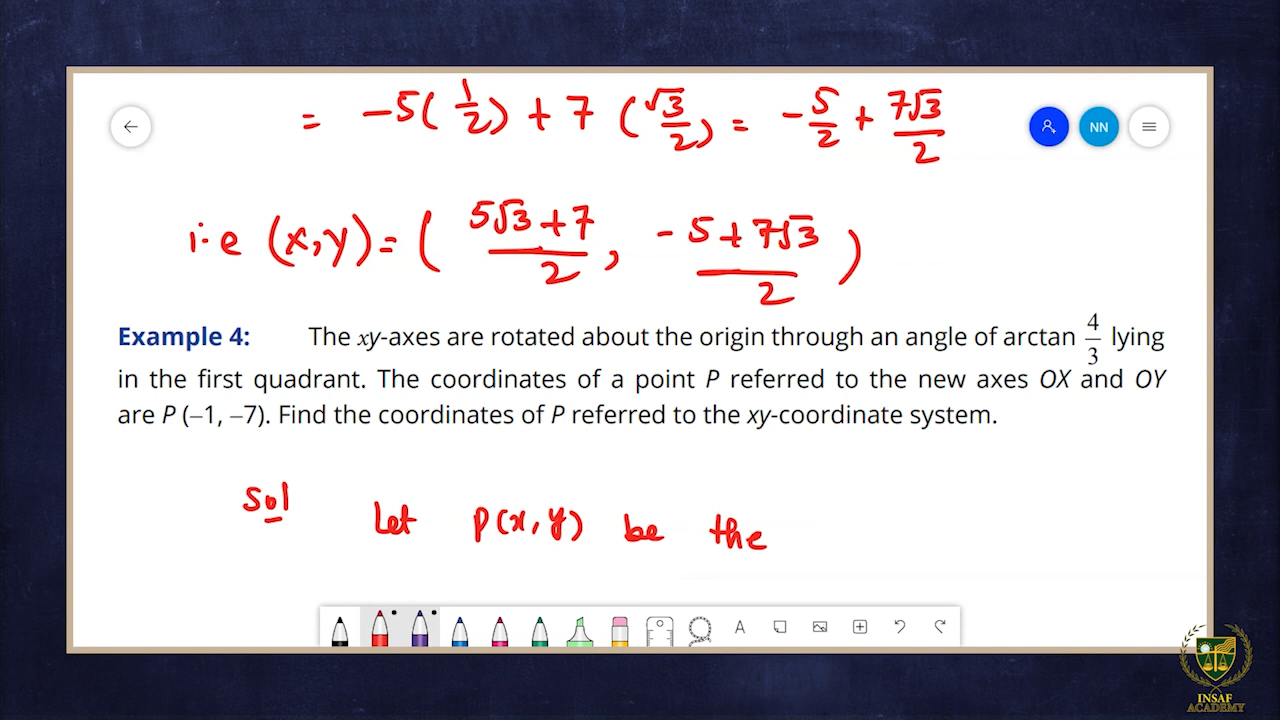 = -5(1/2) + 7 (√3/2) = -5/2 + 7√3/2
NN
i.e (x,y) = ( 5√3+7/2 , -5+7√3/2 )
Example 4: The xy-axes are rotated about the origin through an angle of arctan 4/3 lying
in the first quadrant. The coordinates of a point P referred to the new axes OX and OY
are P (–1, –7). Find the coordinates of P referred to the xy-coordinate system.
Sol
Let P(x, y) be the
A
INSAF
ACADEMY